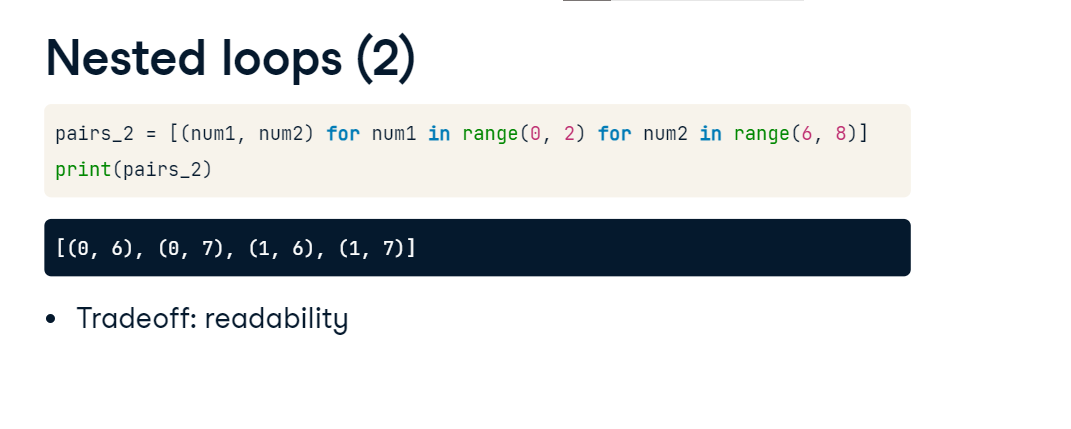 Nested loops (2)
pairs_2 = [(num1, num2) for num1 in range(0, 2) for num2 in range(6, 8)]
print(pairs_2)
[(0, 6), (0, 7), (1, 6), (1, 7)]
• Tradeoff: readability